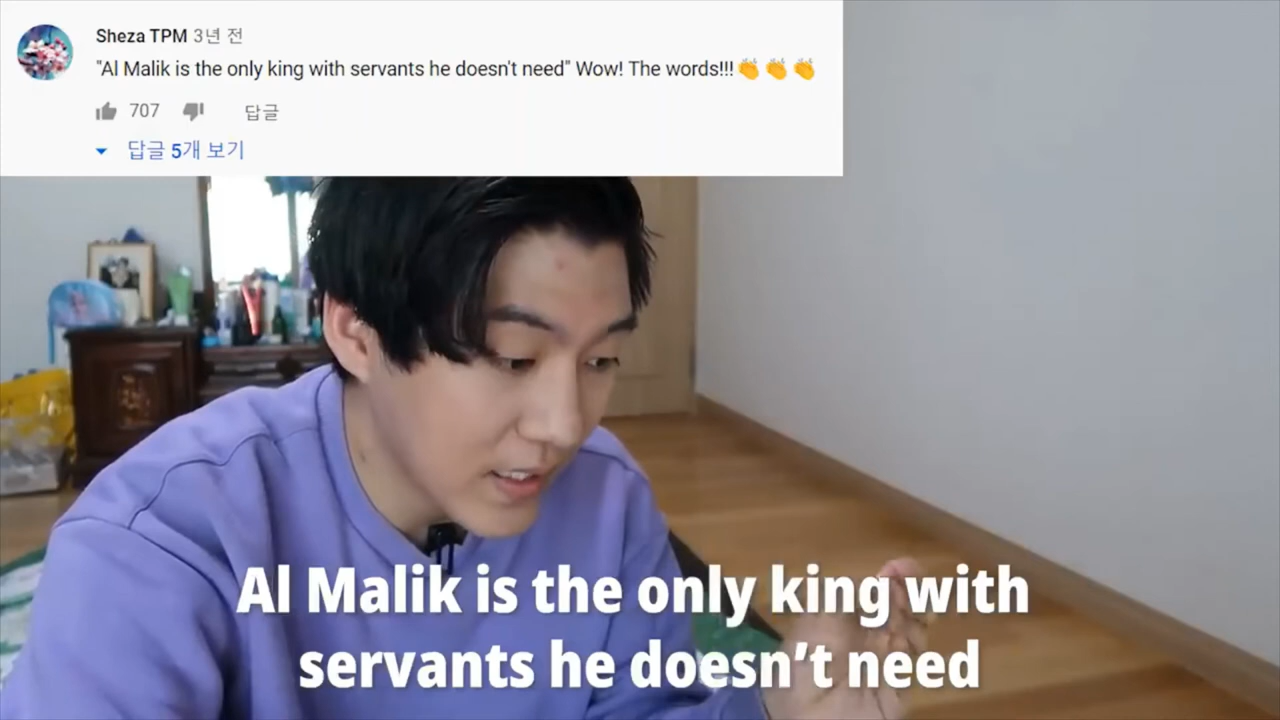 Sheza TPM 3년 전
"Al Malik is the only king with servants he doesn't need" Wow! The words!!! 👏 👏 👏
707 답글
답글 5개 보기
Al Malik is the only king with
servants he doesn't need